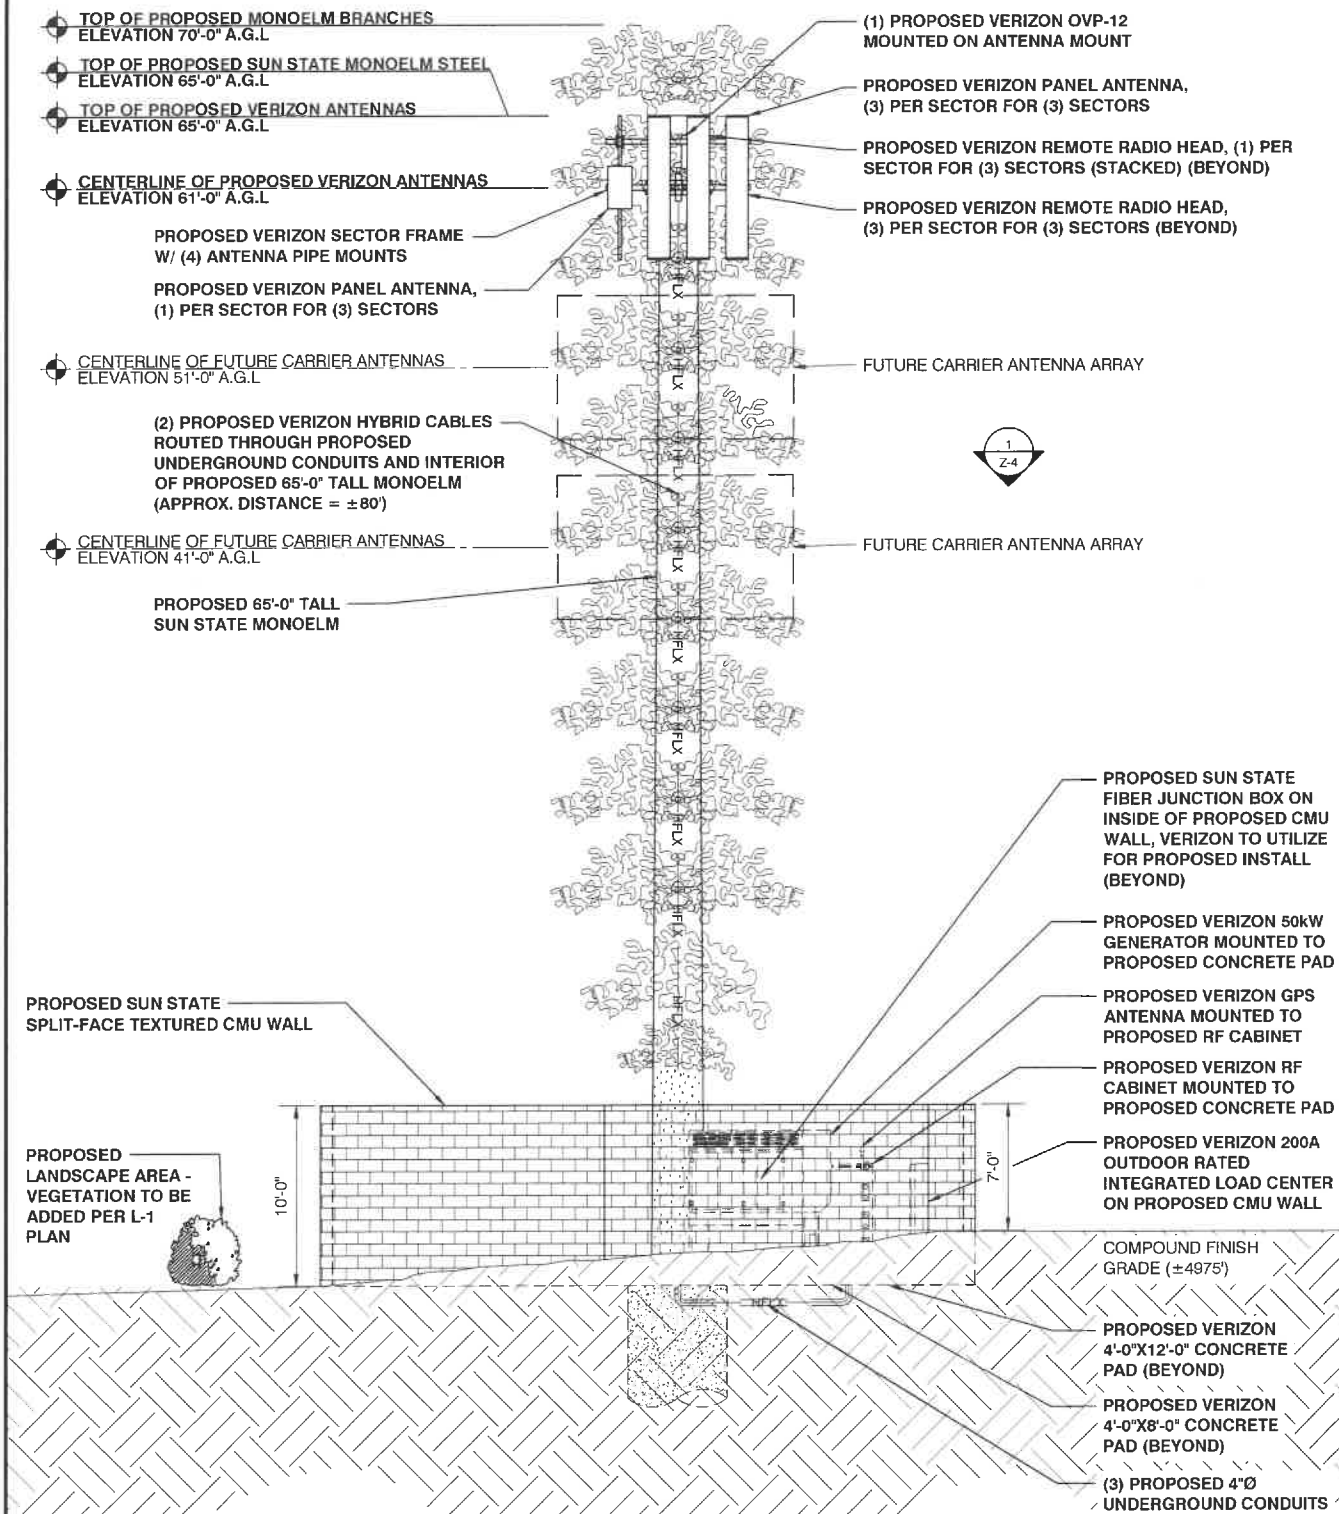 TOP OF PROPOSED MONOELM BRANCHES
ELEVATION 70'-0" A.G.L
TOP OF PROPOSED SUN STATE MONOELM STEEL
ELEVATION 65'-0" A.G.L
TOP OF PROPOSED VERIZON ANTENNAS
ELEVATION 65'-0" A.G.L
CENTERLINE OF PROPOSED VERIZON ANTENNAS
ELEVATION 61'-0" A.G.L
PROPOSED VERIZON SECTOR FRAME
W/ (4) ANTENNA PIPE MOUNTS
PROPOSED VERIZON PANEL ANTENNA,
(1) PER SECTOR FOR (3) SECTORS
CENTERLINE OF FUTURE CARRIER ANTENNAS
ELEVATION 51'-0" A.G.L
(2) PROPOSED VERIZON HYBRID CABLES
ROUTED THROUGH PROPOSED
UNDERGROUND CONDUITS AND INTERIOR
OF PROPOSED 65'-0" TALL MONOELM
(APPROX. DISTANCE = ±80')
CENTERLINE OF FUTURE CARRIER ANTENNAS
ELEVATION 41'-0" A.G.L
PROPOSED 65'-0" TALL
SUN STATE MONOELM
PROPOSED SUN STATE
SPLIT-FACE TEXTURED CMU WALL
PROPOSED
LANDSCAPE AREA -
VEGETATION TO BE
ADDED PER L-1
PLAN
10'-0"
HFLX
HFLX
HFLX
HFLX
HFLX
HFLX
HFLX
HFLX
HFLX
(1) PROPOSED VERIZON OVP-12
MOUNTED ON ANTENNA MOUNT
PROPOSED VERIZON PANEL ANTENNA,
(3) PER SECTOR FOR (3) SECTORS
PROPOSED VERIZON REMOTE RADIO HEAD, (1) PER
SECTOR FOR (3) SECTORS (STACKED) (BEYOND)
PROPOSED VERIZON REMOTE RADIO HEAD,
(3) PER SECTOR FOR (3) SECTORS (BEYOND)
FUTURE CARRIER ANTENNA ARRAY
1
Z-4
FUTURE CARRIER ANTENNA ARRAY
PROPOSED SUN STATE
FIBER JUNCTION BOX ON
INSIDE OF PROPOSED CMU
WALL, VERIZON TO UTILIZE
FOR PROPOSED INSTALL
(BEYOND)
PROPOSED VERIZON 50kW
GENERATOR MOUNTED TO
PROPOSED CONCRETE PAD
PROPOSED VERIZON GPS
ANTENNA MOUNTED TO
PROPOSED RF CABINET
PROPOSED VERIZON RF
CABINET MOUNTED TO
PROPOSED CONCRETE PAD
PROPOSED VERIZON 200A
OUTDOOR RATED
INTEGRATED LOAD CENTER
ON PROPOSED CMU WALL
7'-0"
COMPOUND FINISH
GRADE (±4975')
PROPOSED VERIZON
4'-0"X12'-0" CONCRETE
PAD (BEYOND)
PROPOSED VERIZON
4'-0"X8'-0" CONCRETE
PAD (BEYOND)
(3) PROPOSED 4"Ø
UNDERGROUND CONDUITS